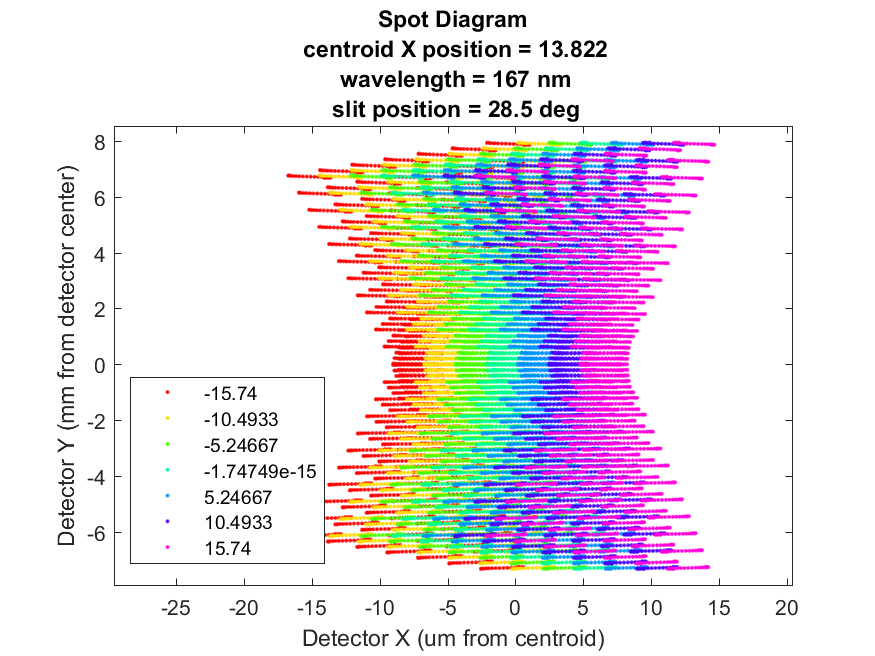 Spot Diagram
centroid X position = 13.822
wavelength = 167 nm
slit position = 28.5 deg
Detector Y (mm from detector center)
8
6
4
2
0
-2
-4
-6
-15.74
-10.4933
-5.24667
-1.74749e-15
5.24667
10.4933
15.74
-25 -20 -15 -10 -5 0 5 10 15 20
Detector X (um from centroid)